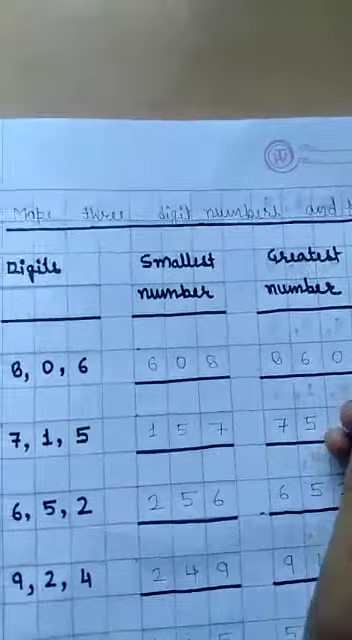 Make three digit numbers and
Digits Smallest number Greatest number
8, 0, 6 6 0 8 8 6 0
7, 1, 5 1 5 7 7 5
6, 5, 2 2 5 6 6 5 2
9, 2, 4 2 4 9 9